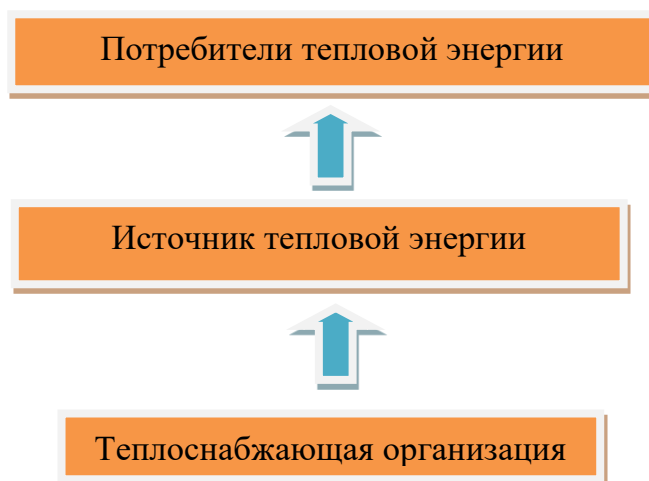 Потребители тепловой энергии
Источник тепловой энергии
Теплоснабжающая организация